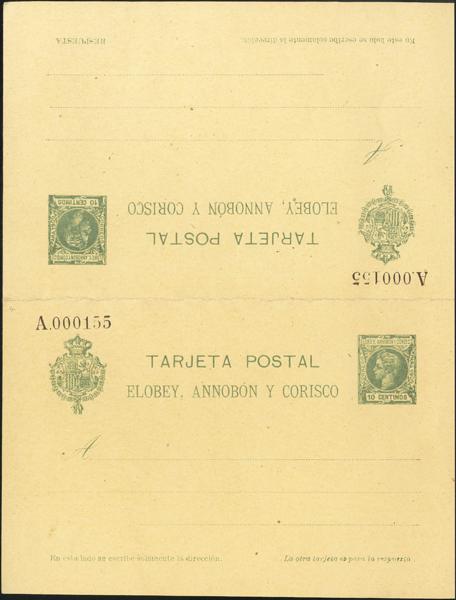 RESPUESTA
En este lado se escribe solamente la dirección.
A
TARJETA POSTAL
ELOBEY, ANNOBÓN Y CORISCO
10 CENTIMOS
A.000155
A.000155
TARJETA POSTAL
ELOBEY, ANNOBÓN Y CORISCO
10 CENTIMOS
A
En este lado se escribe solamente la dirección.
La otra tarjeta es para la respuesta.